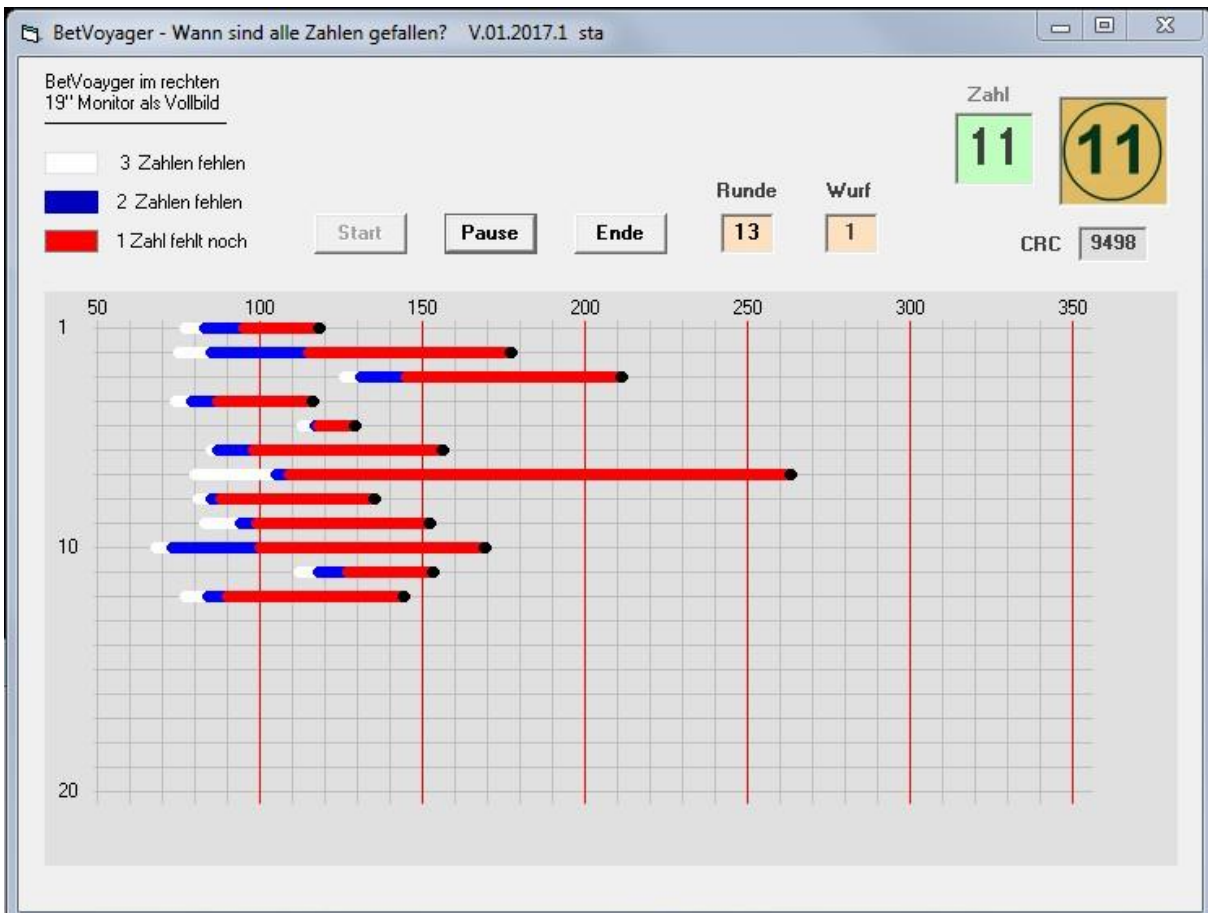 BetVoyager - Wann sind alle Zahlen gefallen? V.01.2017.1 sta
BetVoayger im rechten
19" Monitor als Vollbild
3 Zahlen fehlen
2 Zahlen fehlen
1 Zahl fehlt noch
Start
Pause
Ende
Runde
13
Wurf
1
Zahl
11
11
CRC 9498
50 100 150 200 250 300 350
1
10
20